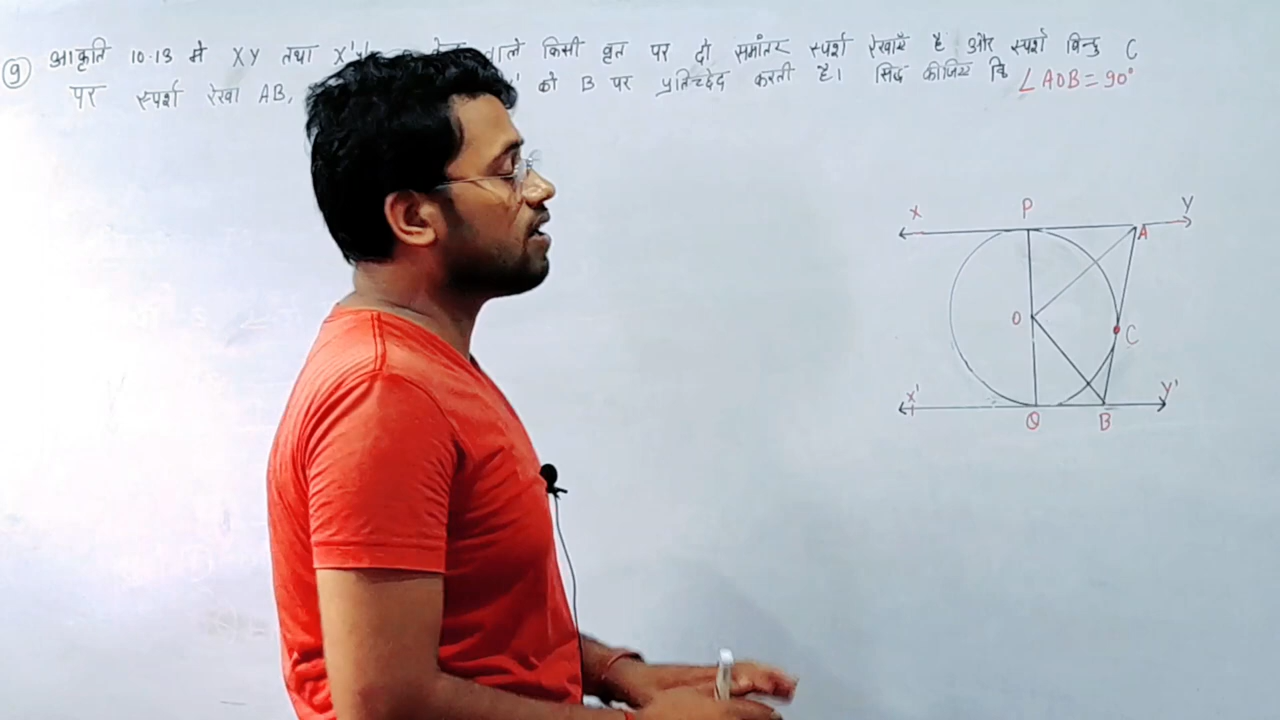 9 आकृति 10.13 में XY तथा वाले किसी वृत पर दो समांतर स्पर्श रेखाएँ है और स्पर्श बिन्दु C
पर स्पर्श रेखा AB, को B पर प्रतिच्छेद करती है। सिद्ध कीजिए कि ∠AOB = 90°
X P Y
A
O C
X' Y'
Q B